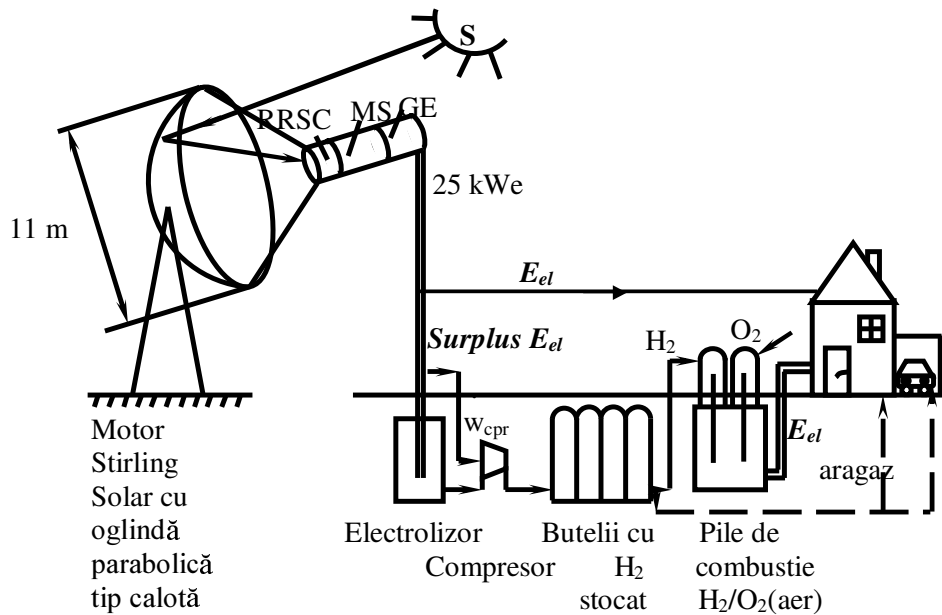 S
RRSC MS GE
25 kWe
11 m
E_el
Surplus E_el
H₂
O₂
w_cpr
E_el
aragaz
Motor
Stirling
Solar cu
oglindă
parabolică
tip calotă
Electrolizor
Compresor
Butelii cu
H₂
stocat
Pile de
combustie
H₂/O₂(aer)